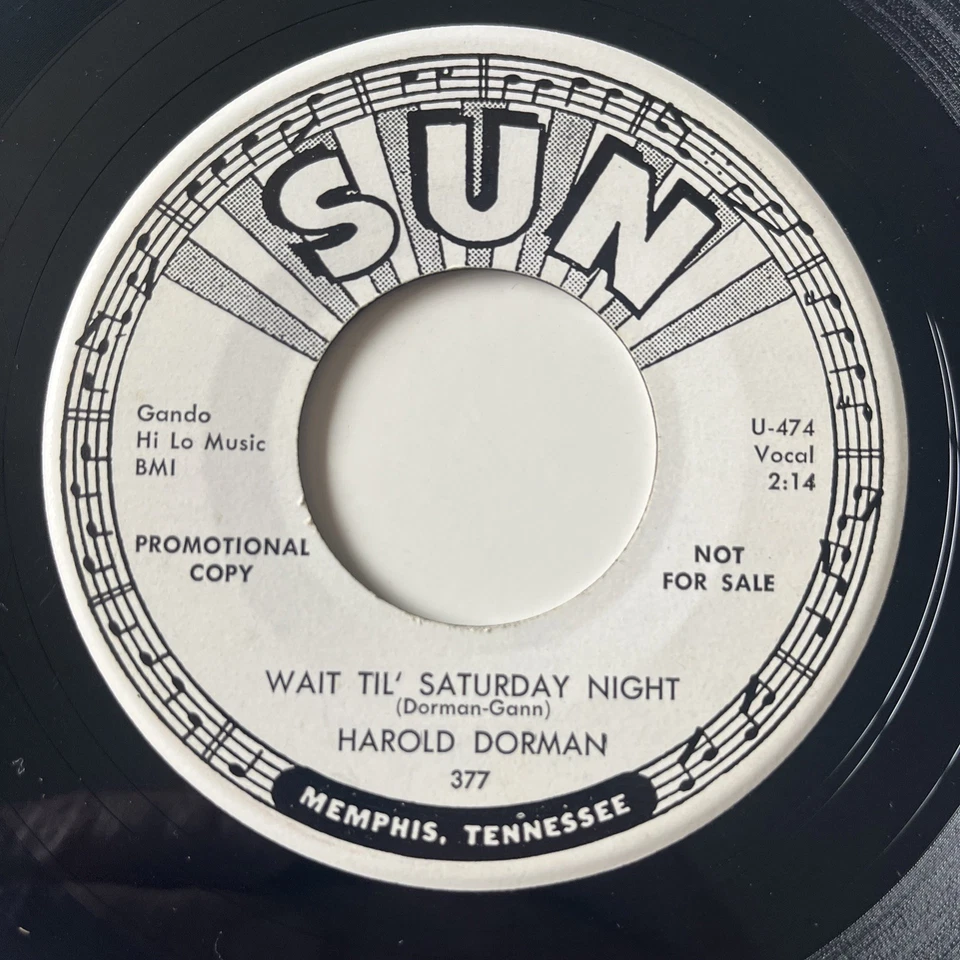 SUN
Gando
Hi Lo Music
BMI
U-474
Vocal
2:14
PROMOTIONAL
COPY
NOT
FOR SALE
WAIT TIL' SATURDAY NIGHT
(Dorman-Gann)
HAROLD DORMAN
377
MEMPHIS, TENNESSEE